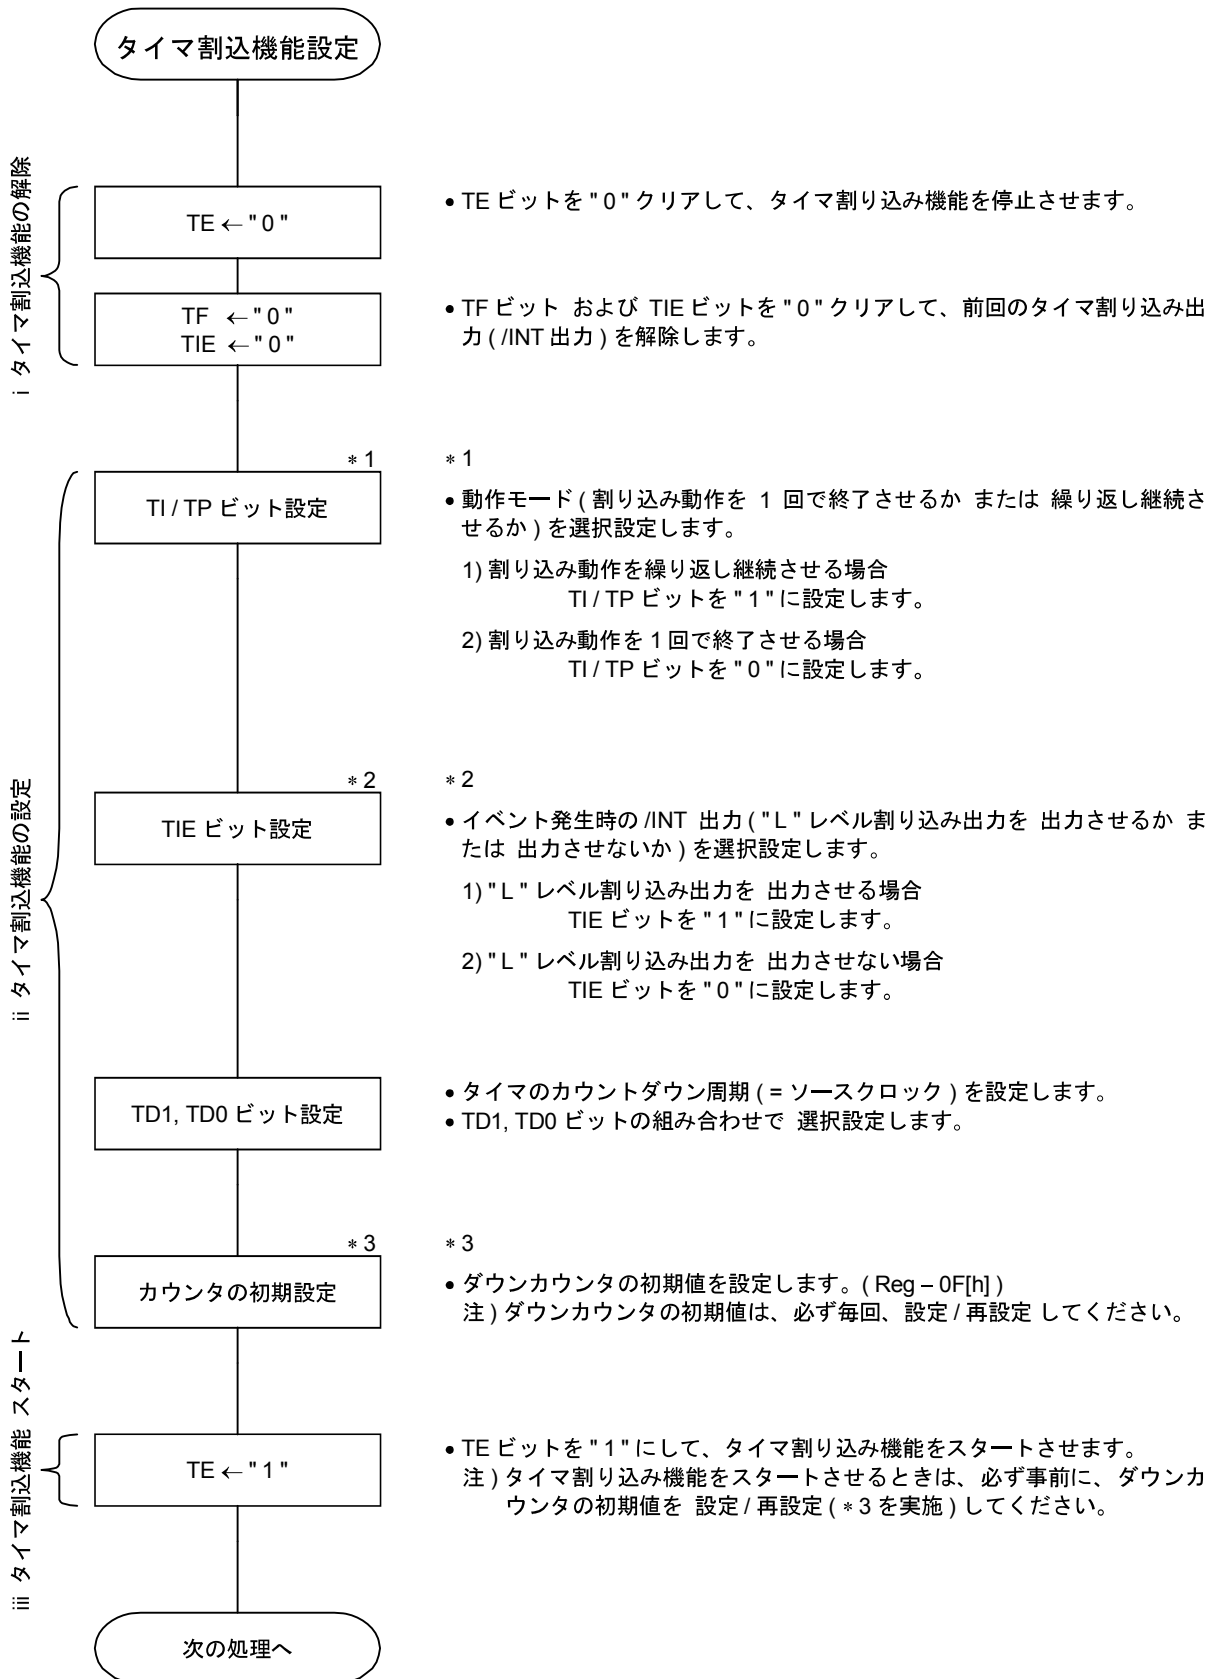 タイマ割込機能設定
i タイマ割込機能の解除
TE ← " 0 "
• TE ビットを " 0 " クリアして、タイマ割り込み機能を停止させます。
TF ← " 0 "
TIE ← " 0 "
• TF ビット および TIE ビットを " 0 " クリアして、前回のタイマ割り込み出
力 ( /INT 出力 ) を解除します。
ii タイマ割込機能の設定
* 1
TI / TP ビット設定
* 1
• 動作モード ( 割り込み動作を 1 回で終了させるか または 繰り返し継続さ
せるか ) を選択設定します。
1) 割り込み動作を繰り返し継続させる場合
TI / TP ビットを " 1 " に設定します。
2) 割り込み動作を 1 回で終了させる場合
TI / TP ビットを " 0 " に設定します。
* 2
TIE ビット設定
* 2
• イベント発生時の /INT 出力 ( " L " レベル割り込み出力を 出力させるか ま
たは 出力させないか ) を選択設定します。
1) " L " レベル割り込み出力を 出力させる場合
TIE ビットを " 1 " に設定します。
2) " L " レベル割り込み出力を 出力させない場合
TIE ビットを " 0 " に設定します。
TD1, TD0 ビット設定
• タイマのカウントダウン周期 ( = ソースクロック ) を設定します。
• TD1, TD0 ビットの組み合わせで 選択設定します。
* 3
カウンタの初期設定
* 3
• ダウンカウンタの初期値を設定します。( Reg – 0F[h] )
注 ) ダウンカウンタの初期値は、必ず毎回、設定 / 再設定 してください。
iii タイマ割込機能 スタート
TE ← " 1 "
• TE ビットを " 1 " にして、タイマ割り込み機能をスタートさせます。
注 ) タイマ割り込み機能をスタートさせるときは、必ず事前に、ダウンカ
ウンタの初期値を 設定 / 再設定 ( * 3 を実施 ) してください。
次の処理へ